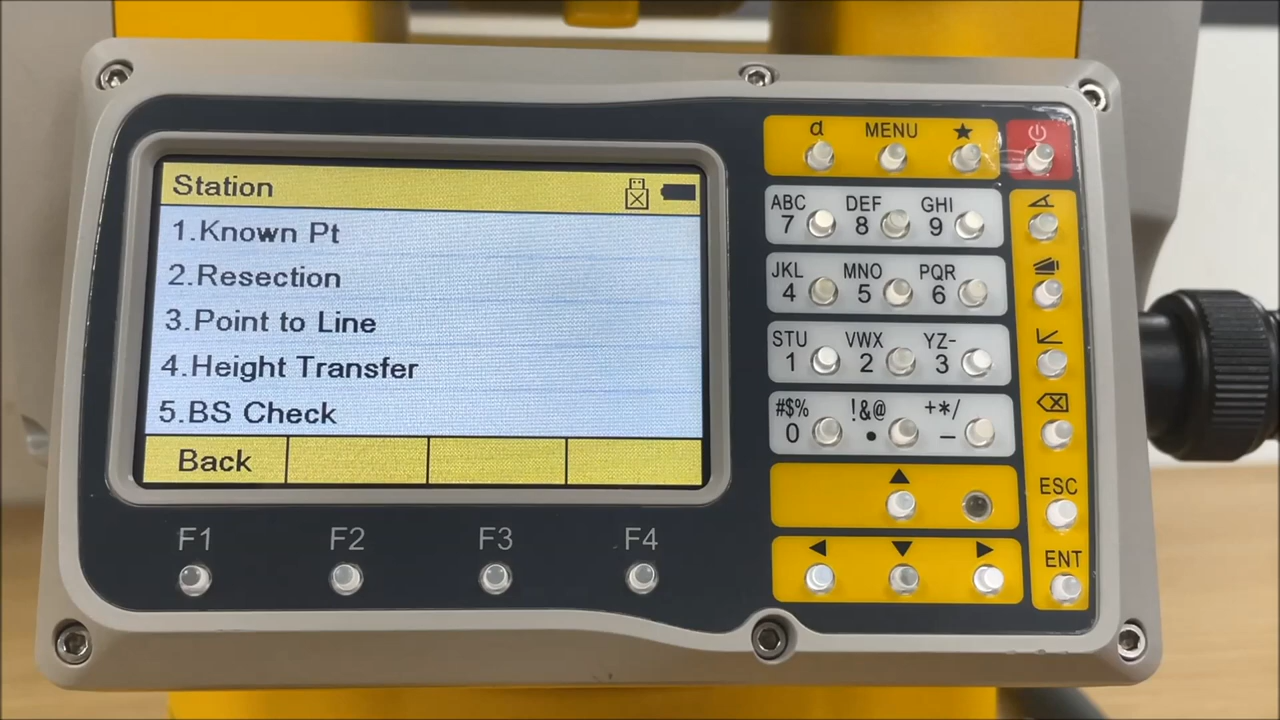 Station
1.Known Pt
2.Resection
3.Point to Line
4.Height Transfer
5.BS Check
Back
F1 F2 F3 F4
α MENU ★
ABC DEF GHI
7 8 9
JKL MNO PQR
4 5 6
STU VWX YZ-
1 2 3
#$% !&@ +*/
0 • –
ESC
ENT